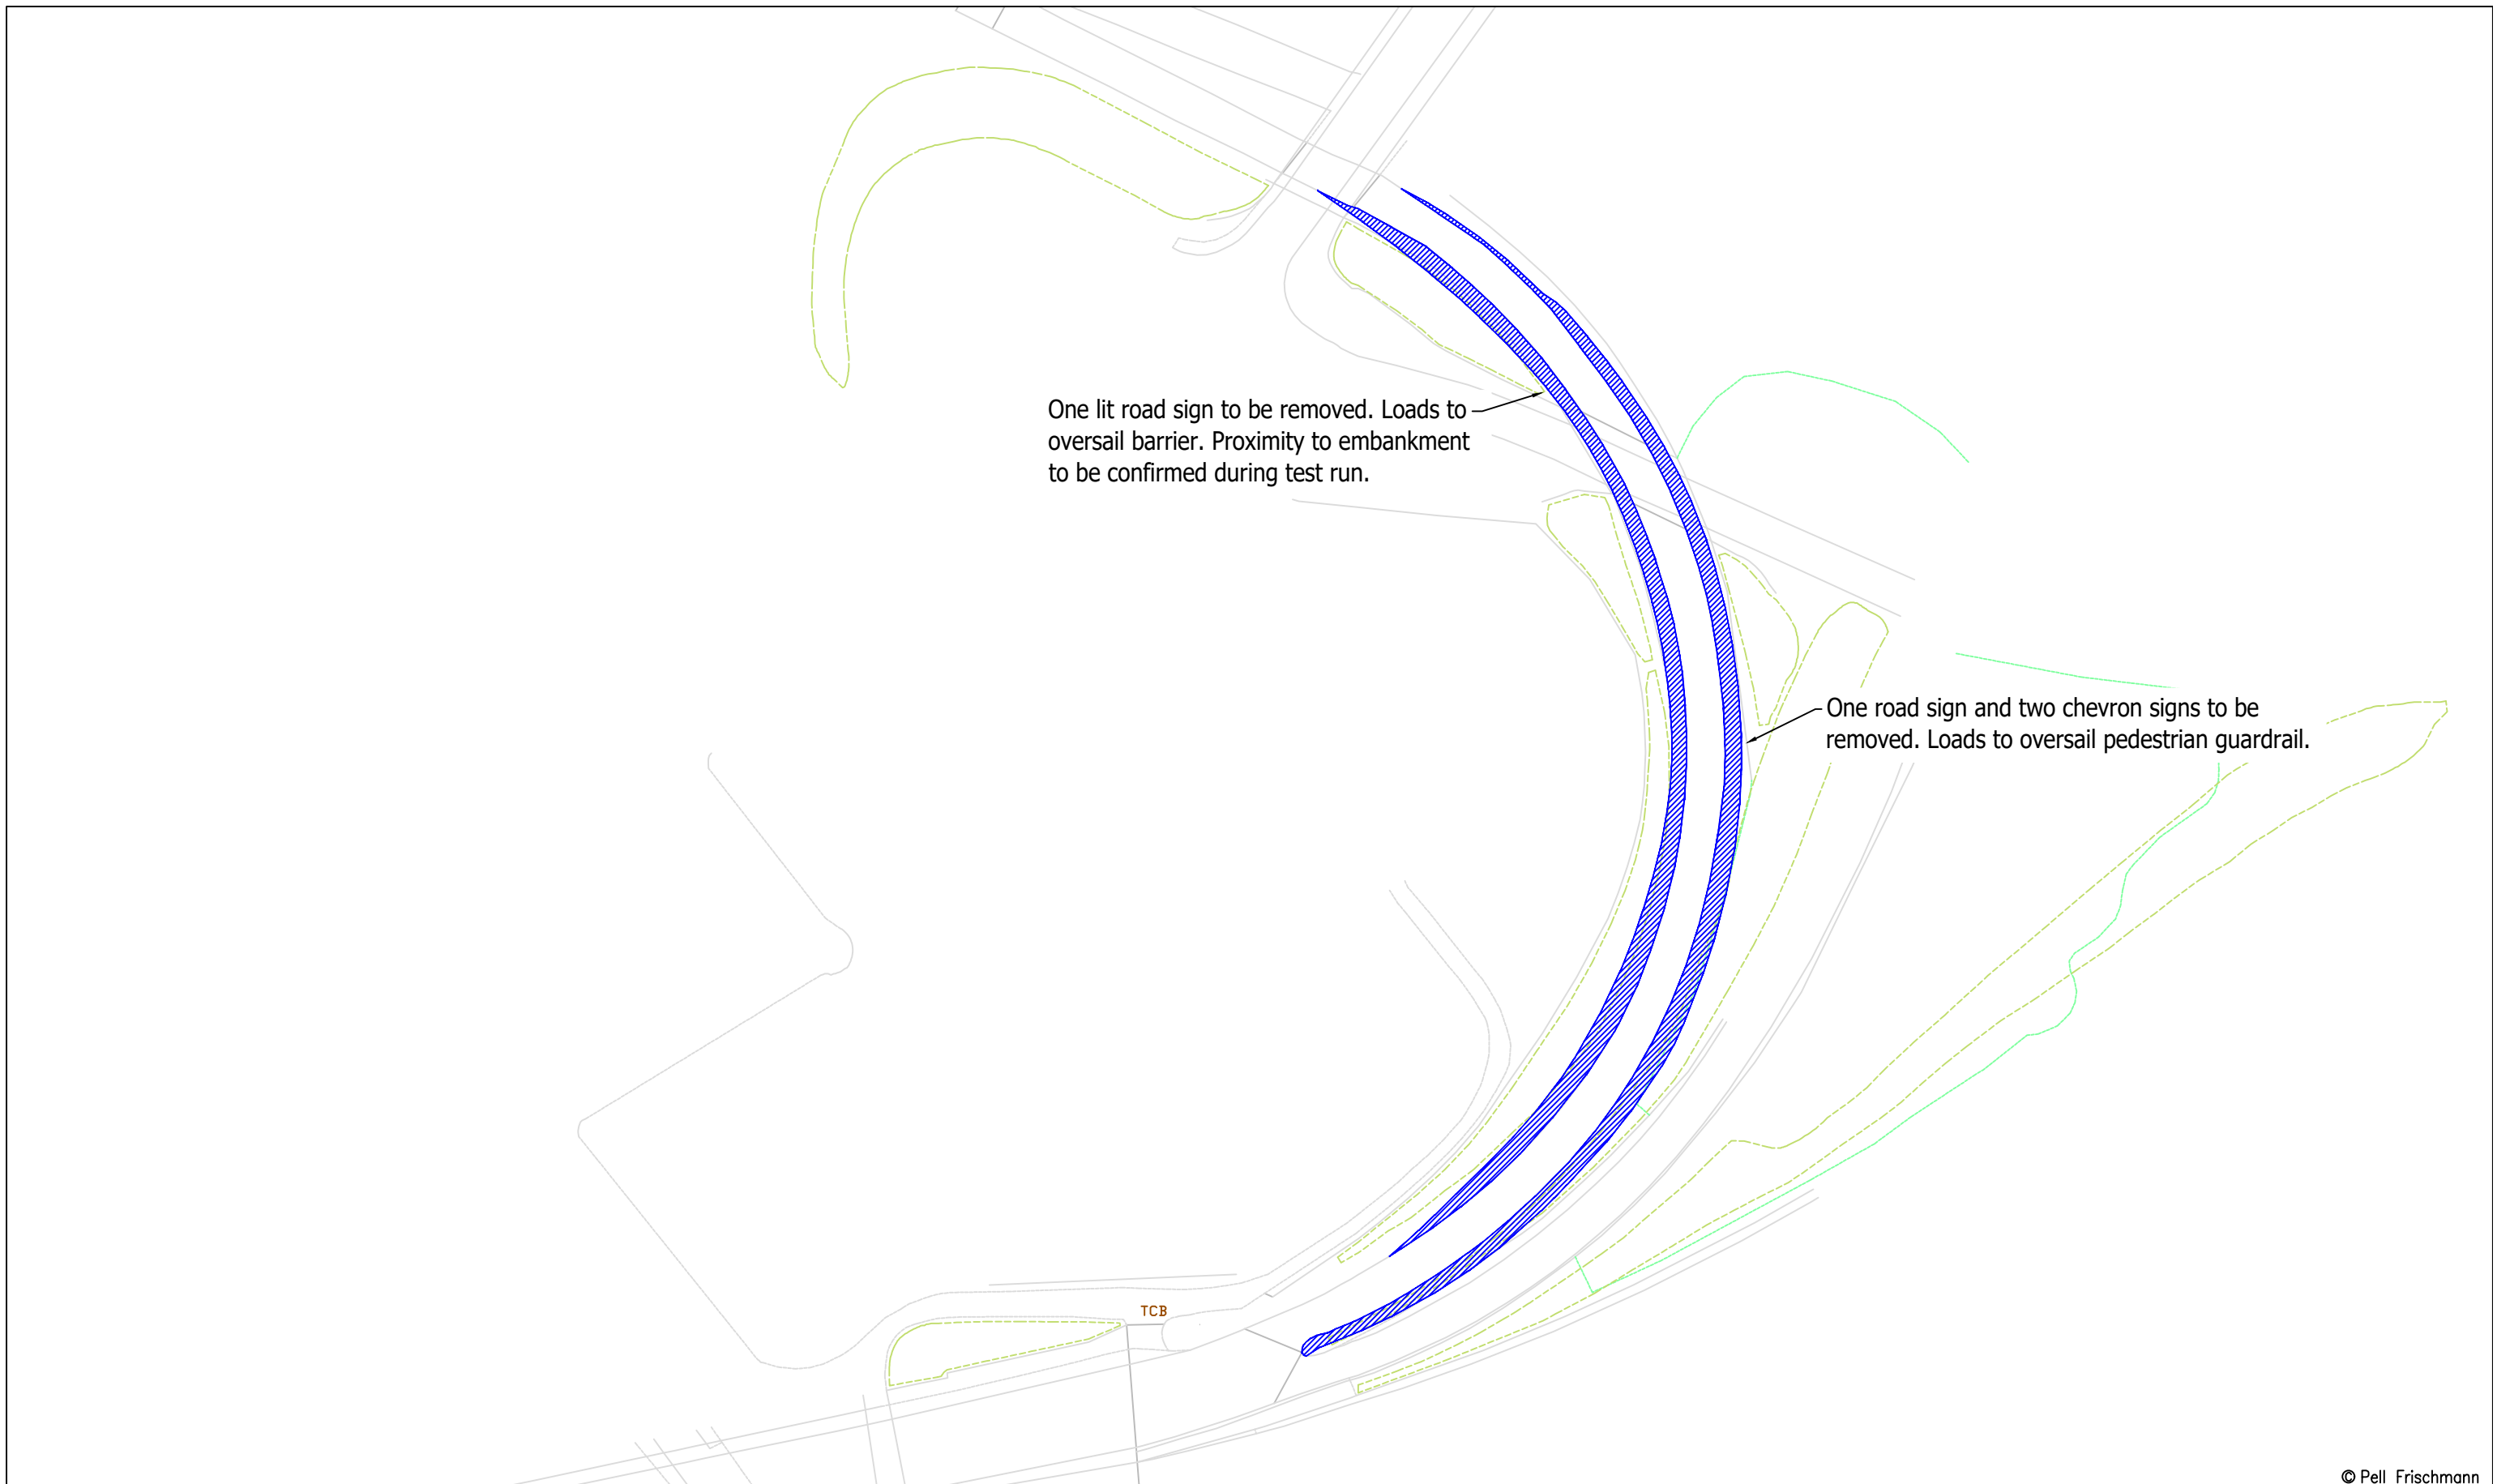 One lit road sign to be removed. Loads to
oversail barrier. Proximity to embankment
to be confirmed during test run.
One road sign and two chevron signs to be
removed. Loads to oversail pedestrian guardrail.
TCB
© Pell Frischmann